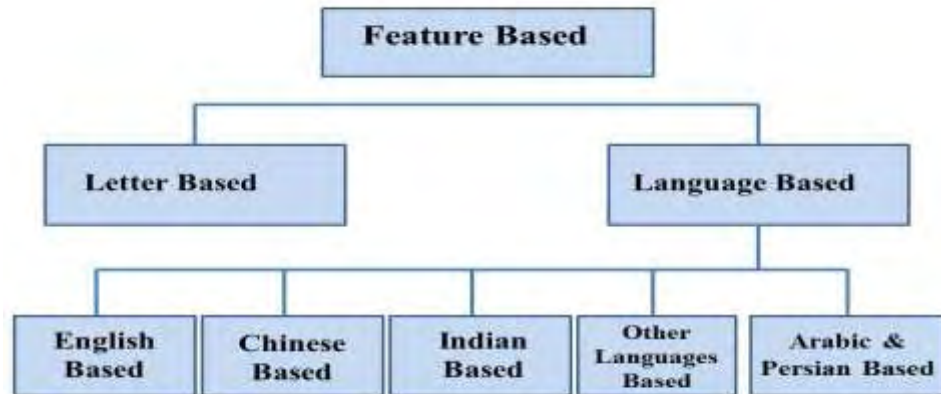 Feature Based
Letter Based
Language Based
English
Based
Chinese
Based
Indian
Based
Other
Languages
Based
Arabic &
Persian Based